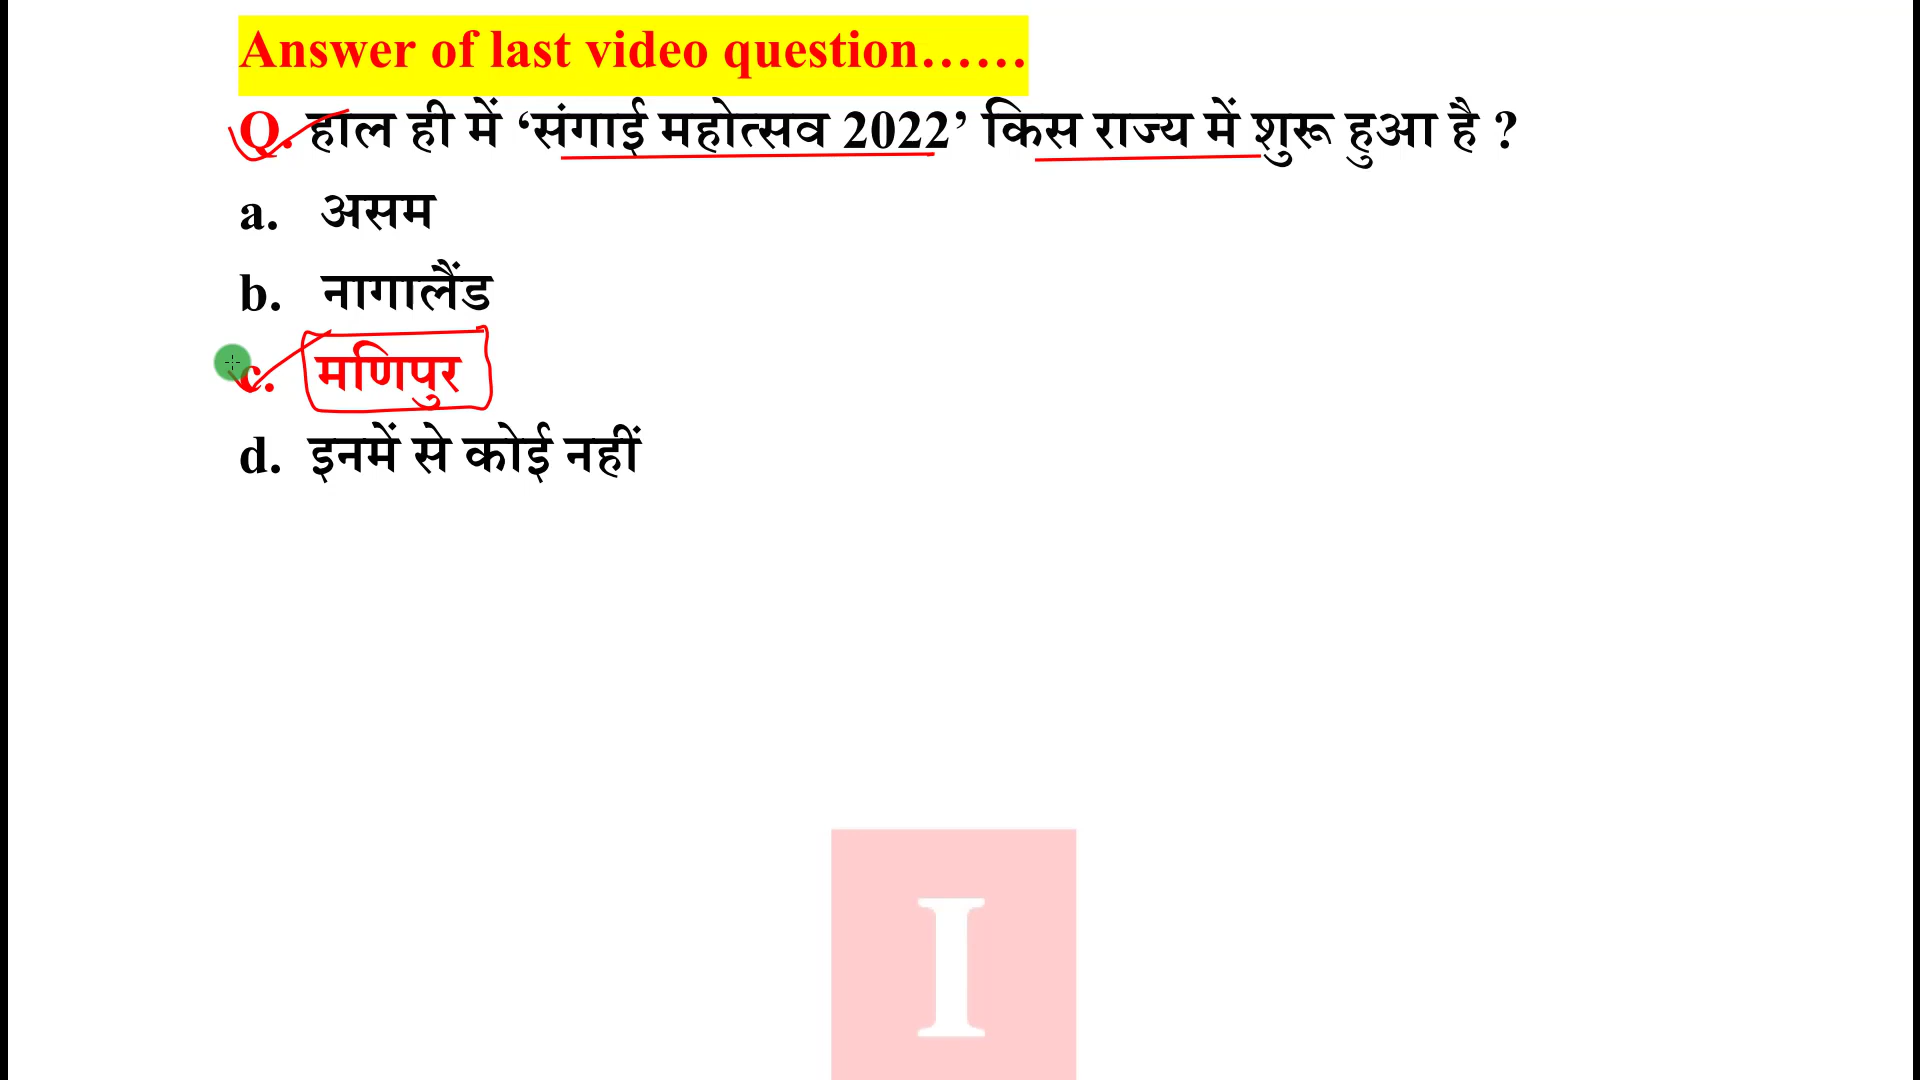 Answer of last video question……
Q. हाल ही में ‘संगाई महोत्सव 2022’ किस राज्य में शुरू हुआ है ?
a. असम
b. नागालैंड
c. मणिपुर
d. इनमें से कोई नहीं
I